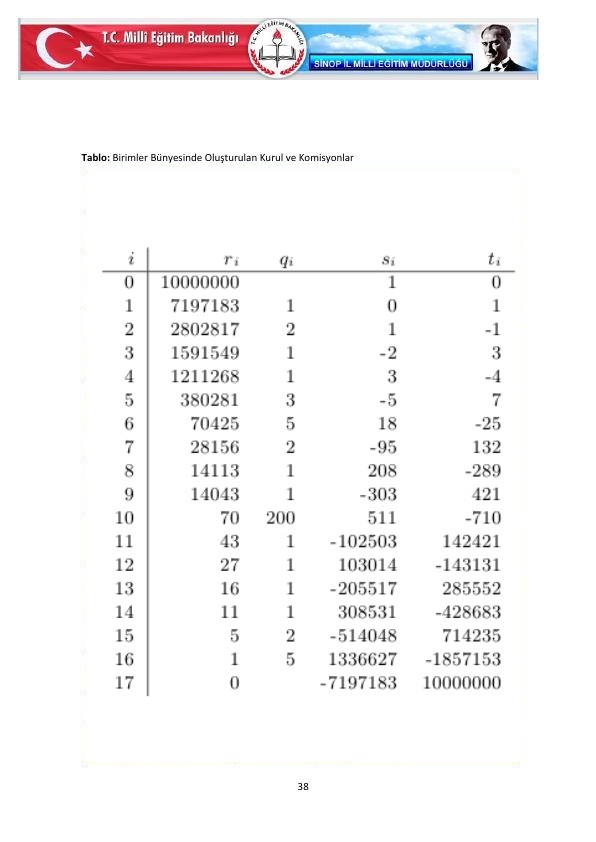 T.C. Millî Eğitim Bakanlığı
T.C. MİLLÎ EĞİTİM BAKANLIĞI
SİNOP İL MİLLİ EĞİTİM MÜDÜRLÜĞÜ
Tablo: Birimler Bünyesinde Oluşturulan Kurul ve Komisyonlar
i r_i q_i s_i t_i
0 10000000 1 0
1 7197183 1 0 1
2 2802817 2 1 -1
3 1591549 1 -2 3
4 1211268 1 3 -4
5 380281 3 -5 7
6 70425 5 18 -25
7 28156 2 -95 132
8 14113 1 208 -289
9 14043 1 -303 421
10 70 200 511 -710
11 43 1 -102503 142421
12 27 1 103014 -143131
13 16 1 -205517 285552
14 11 1 308531 -428683
15 5 2 -514048 714235
16 1 5 1336627 -1857153
17 0 -7197183 10000000
38